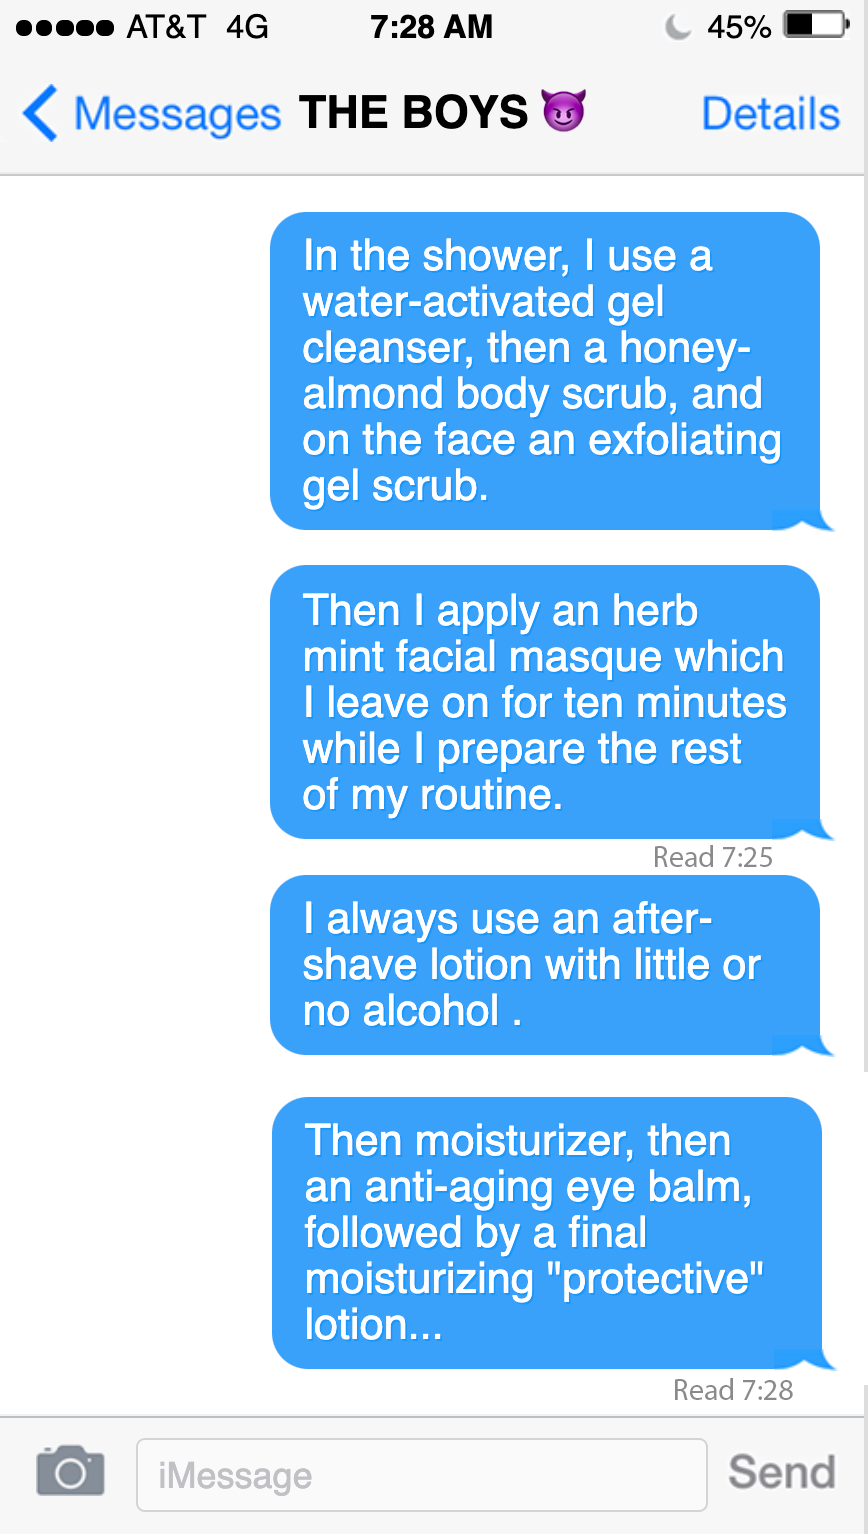 AT&T 4G 7:28 AM 45%
Messages THE BOYS 😈 Details
In the shower, I use a
water-activated gel
cleanser, then a honey-
almond body scrub, and
on the face an exfoliating
gel scrub.
Then I apply an herb
mint facial masque which
I leave on for ten minutes
while I prepare the rest
of my routine.
Read 7:25
I always use an after-
shave lotion with little or
no alcohol .
Then moisturizer, then
an anti-aging eye balm,
followed by a final
moisturizing "protective"
lotion...
Read 7:28
iMessage Send